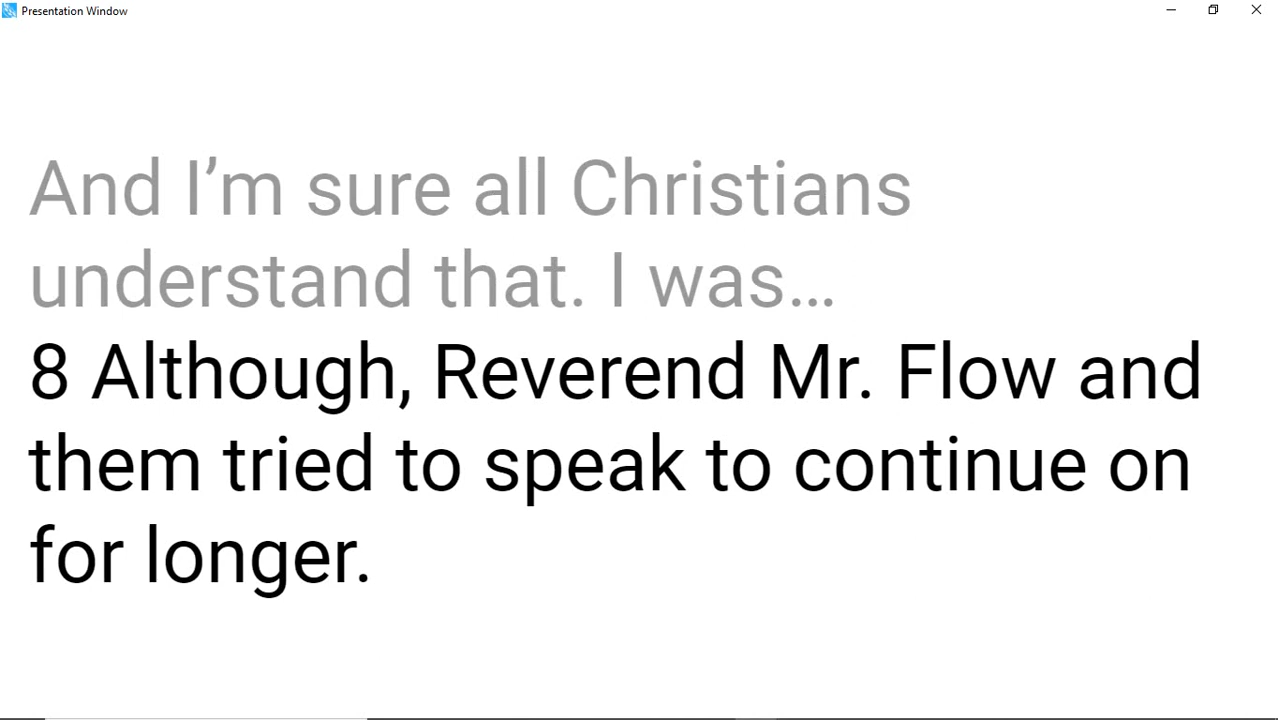 Presentation Window
And I’m sure all Christians
understand that. I was…
8 Although, Reverend Mr. Flow and
them tried to speak to continue on
for longer.